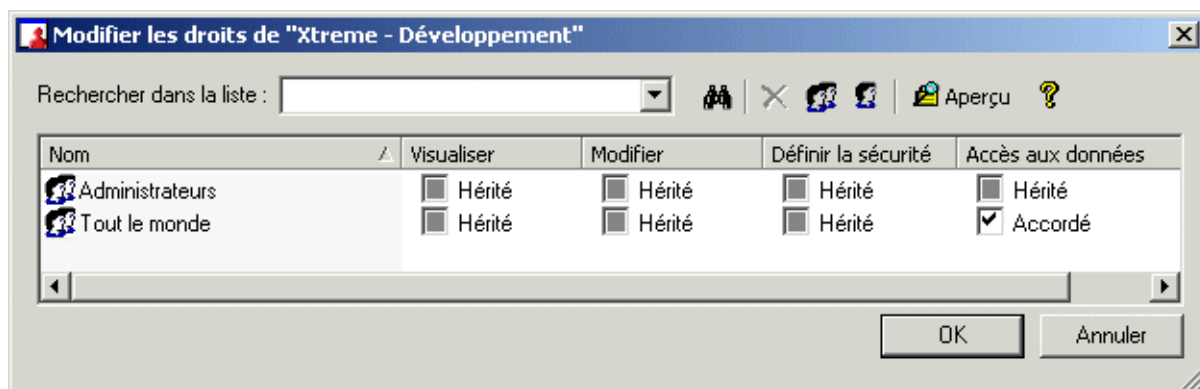 Modifier les droits de "Xtreme - Développement"
Rechercher dans la liste :
Aperçu
Nom Visualiser Modifier Définir la sécurité Accès aux données
Administrateurs Hérité Hérité Hérité Hérité
Tout le monde Hérité Hérité Hérité Accordé
OK Annuler